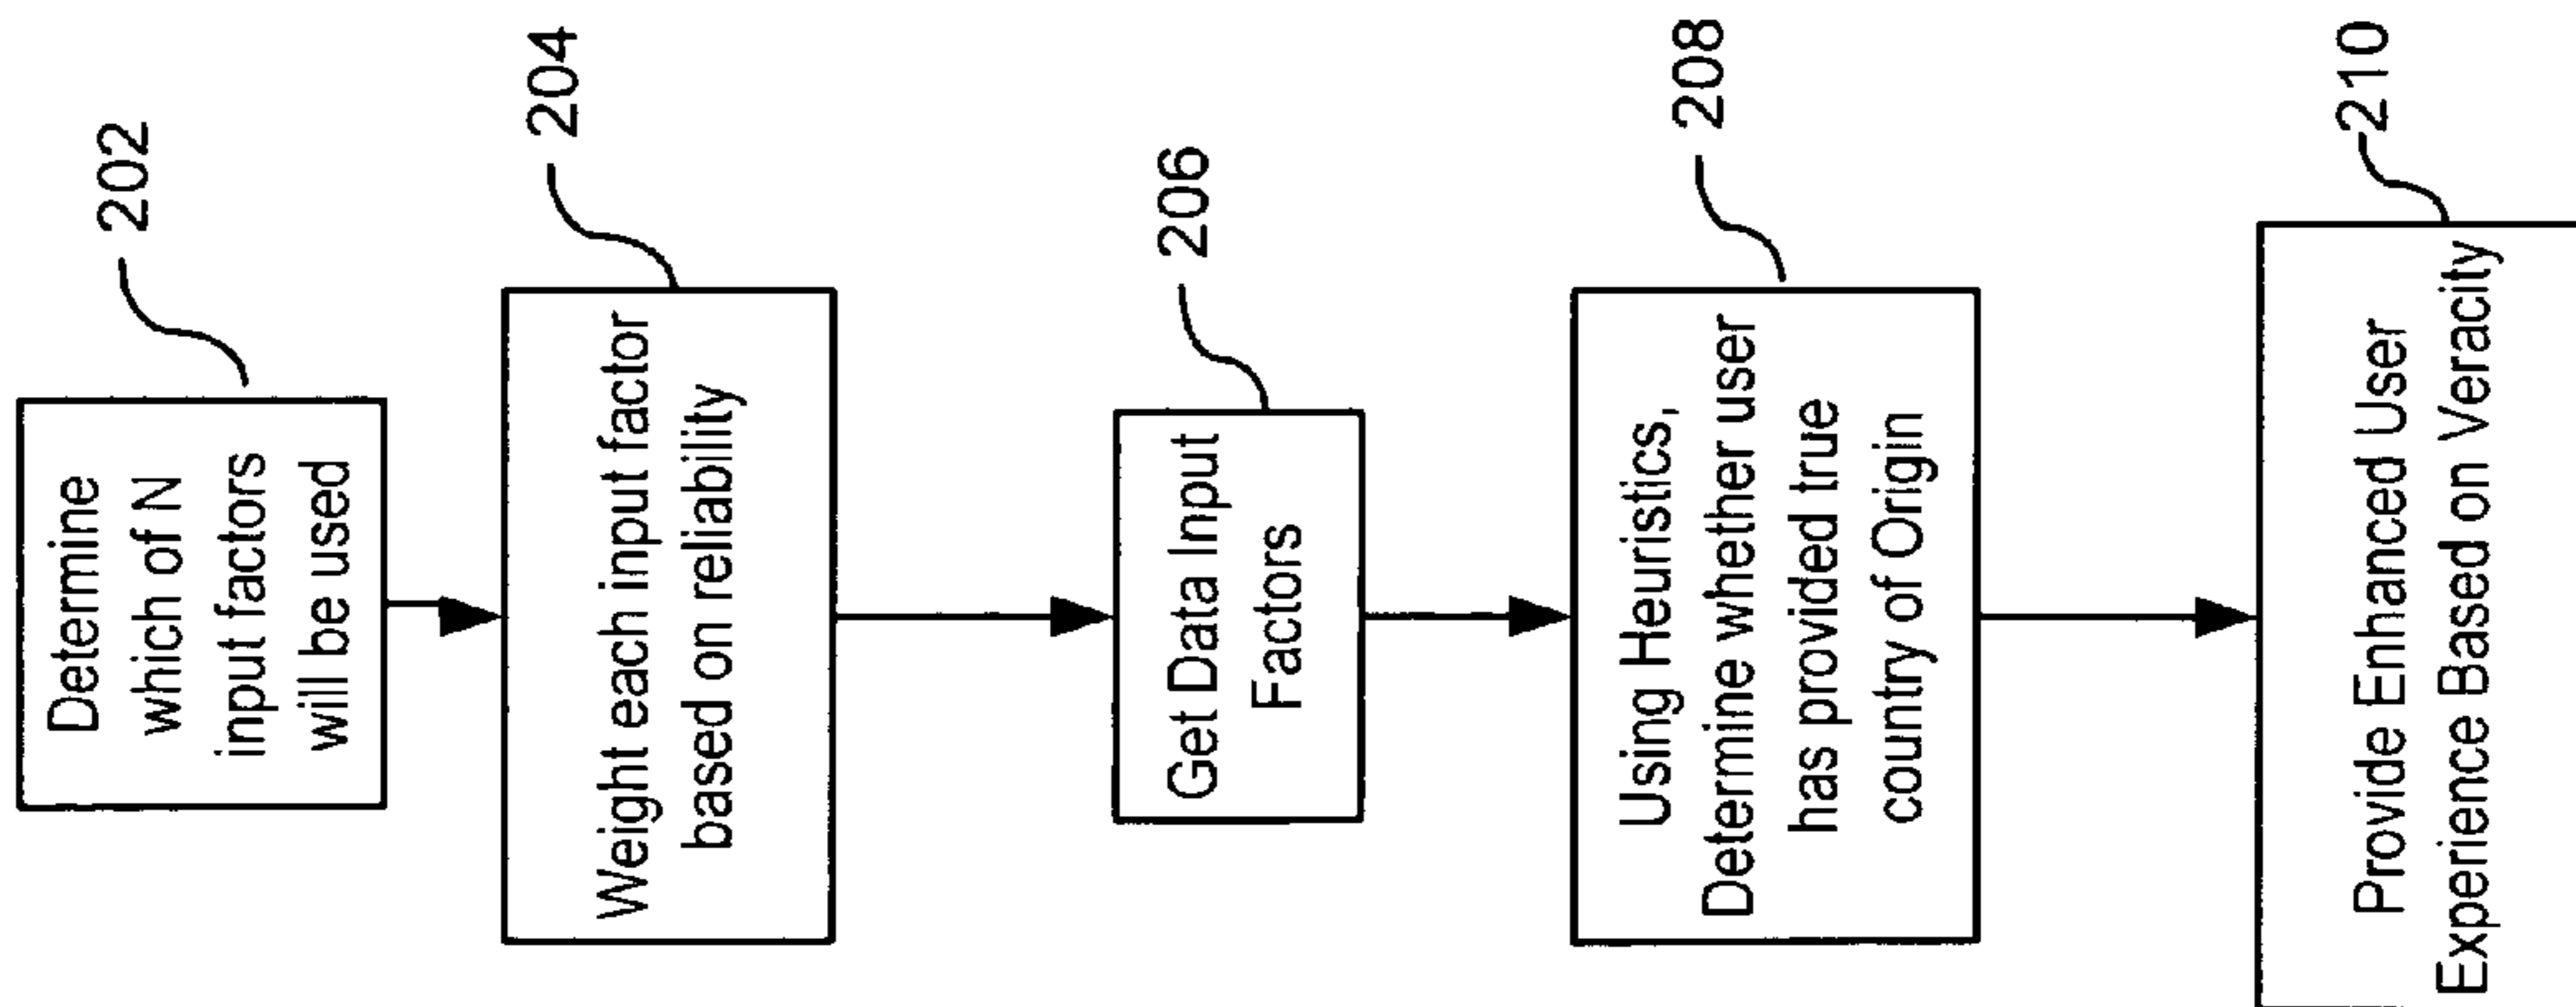 Determine
which of N
input factors
will be used
202
Weight each input factor
based on reliability
204
Get Data Input
Factors
206
Using Heuristics,
Determine whether user
has provided true
country of Origin
208
Provide Enhanced User
Experience Based on Veracity
210